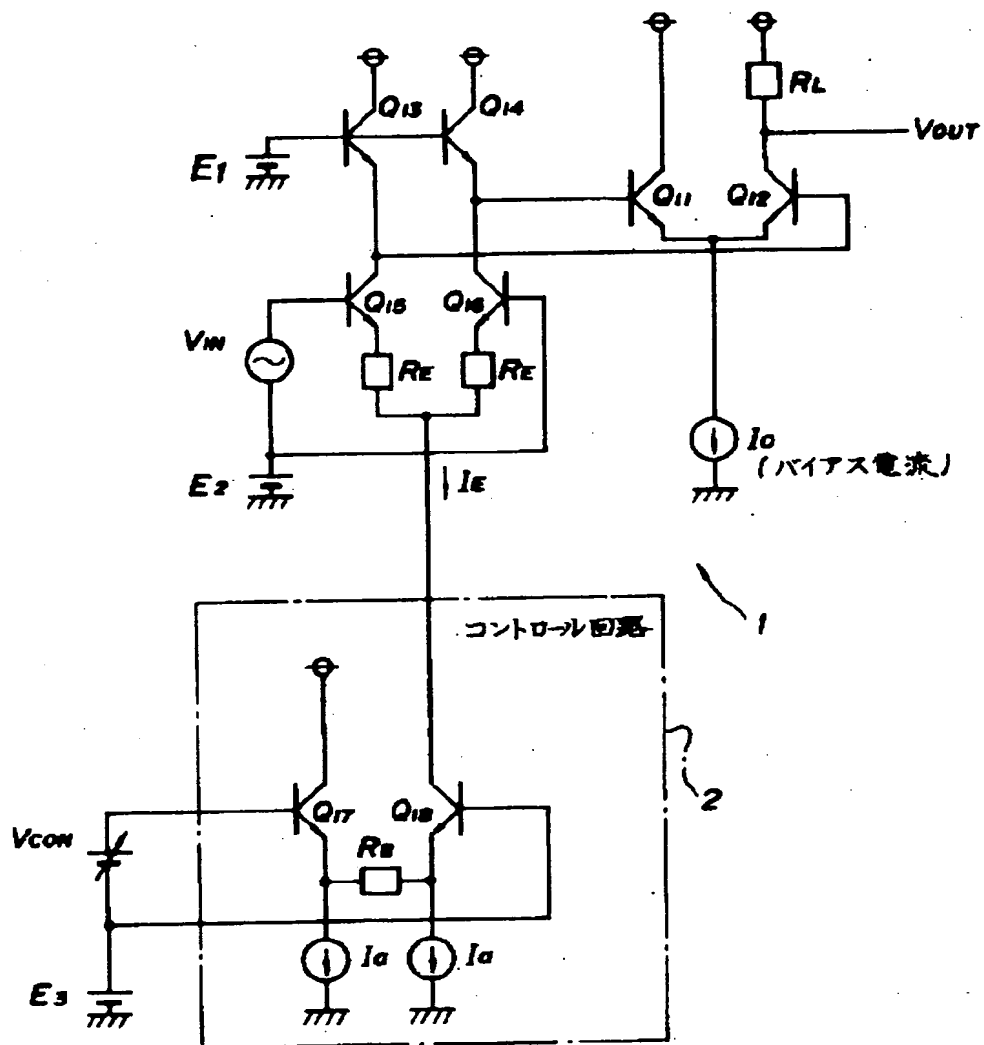 Q13
Q14
RL
VOUT
E1
Q11
Q12
Q15
Q16
VIN
RE
RE
IO
(バイアス電流)
E2
IE
1
コントロール回路
2
Q17
Q18
VCON
RB
Ia
Ia
E3